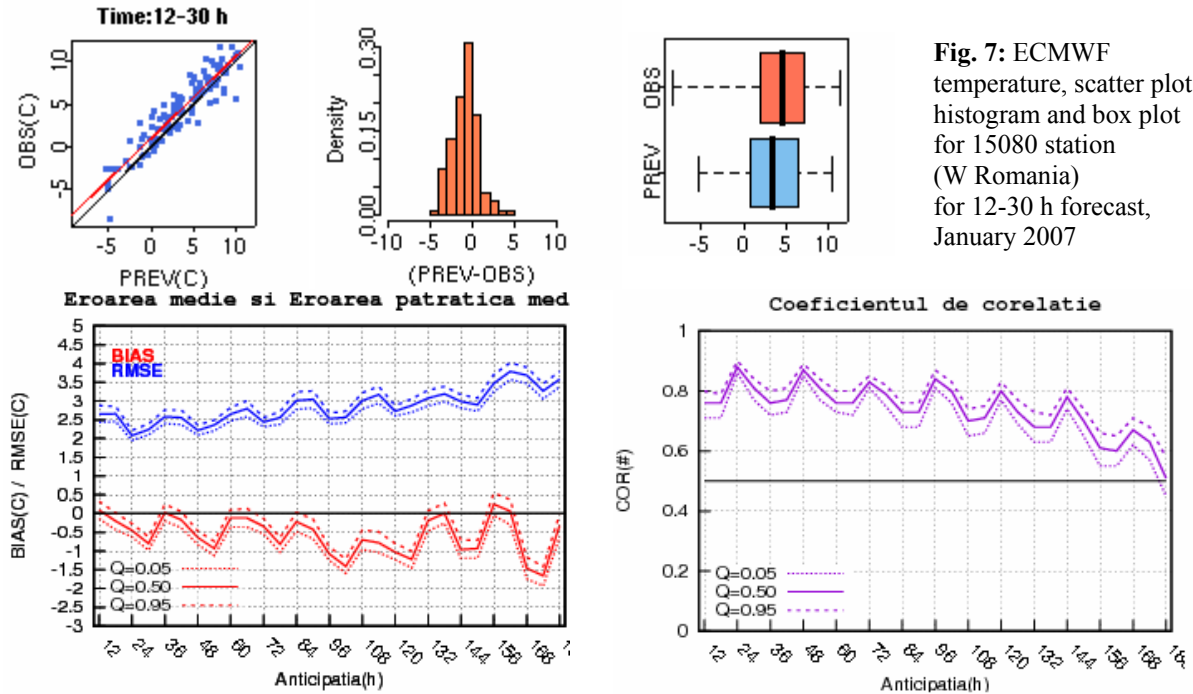 Time:12-30 h
OBS(C)
10
5
0
-5
-5
0
5
10
PREV(C)
Density
0.30
0.15
0.00
-10
-5
0
5
10
(PREV-OBS)
OBS
PREV
-5
0
5
10
Fig. 7: ECMWF
temperature, scatter plot
histogram and box plot
for 15080 station
(W Romania)
for 12-30 h forecast,
January 2007
Eroarea medie si Eroarea patratica med
BIAS(C) / RMSE(C)
5
4.5
4
3.5
3
2.5
2
1.5
1
0.5
0
-0.5
-1
-1.5
-2
-2.5
-3
BIAS
RMSE
Q=0.05
Q=0.50
Q=0.95
12
24
36
48
60
72
84
96
108
120
132
144
156
168
Anticipatia(h)
Coeficientul de corelatie
COR(#)
1
0.8
0.6
0.4
0.2
0
Q=0.05
Q=0.50
Q=0.95
12
24
36
48
60
72
84
96
108
120
132
144
156
168
Anticipatia(h)